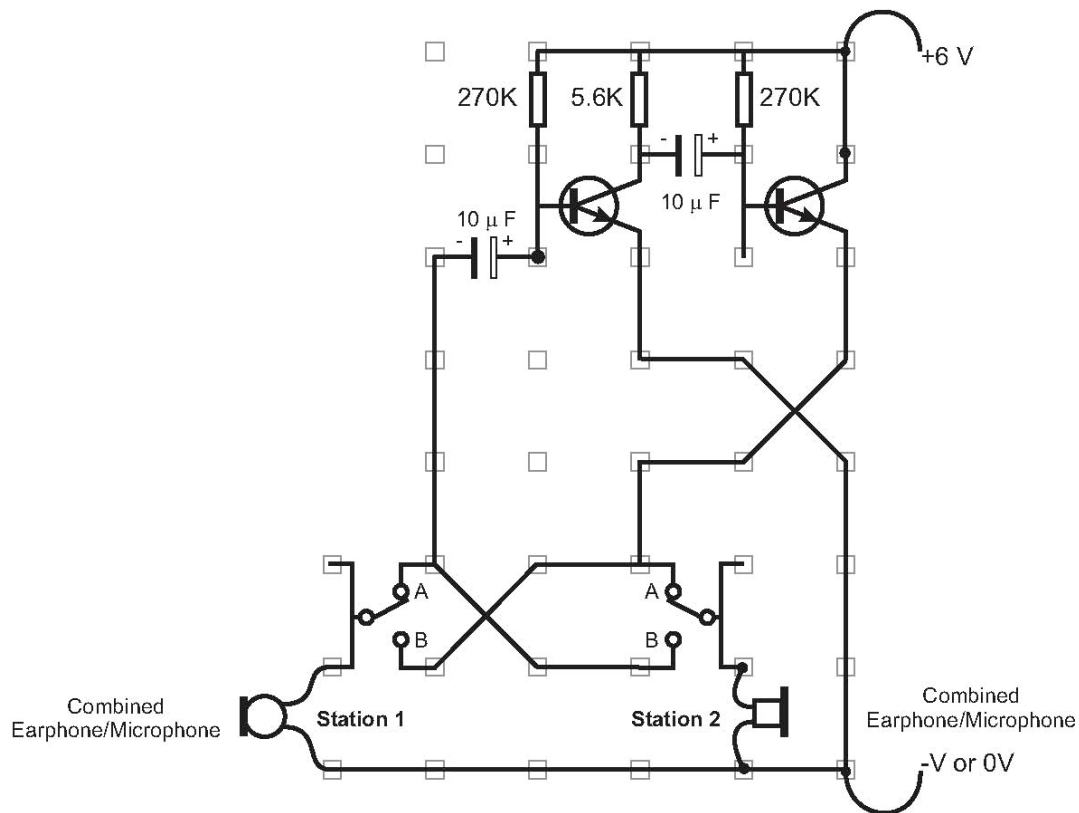 +6 V
270K
5.6K
270K
- +
10 μ F
10 μ F
- +
A
B
A
B
Combined
Earphone/Microphone
Station 1
Station 2
Combined
Earphone/Microphone
-V or 0V